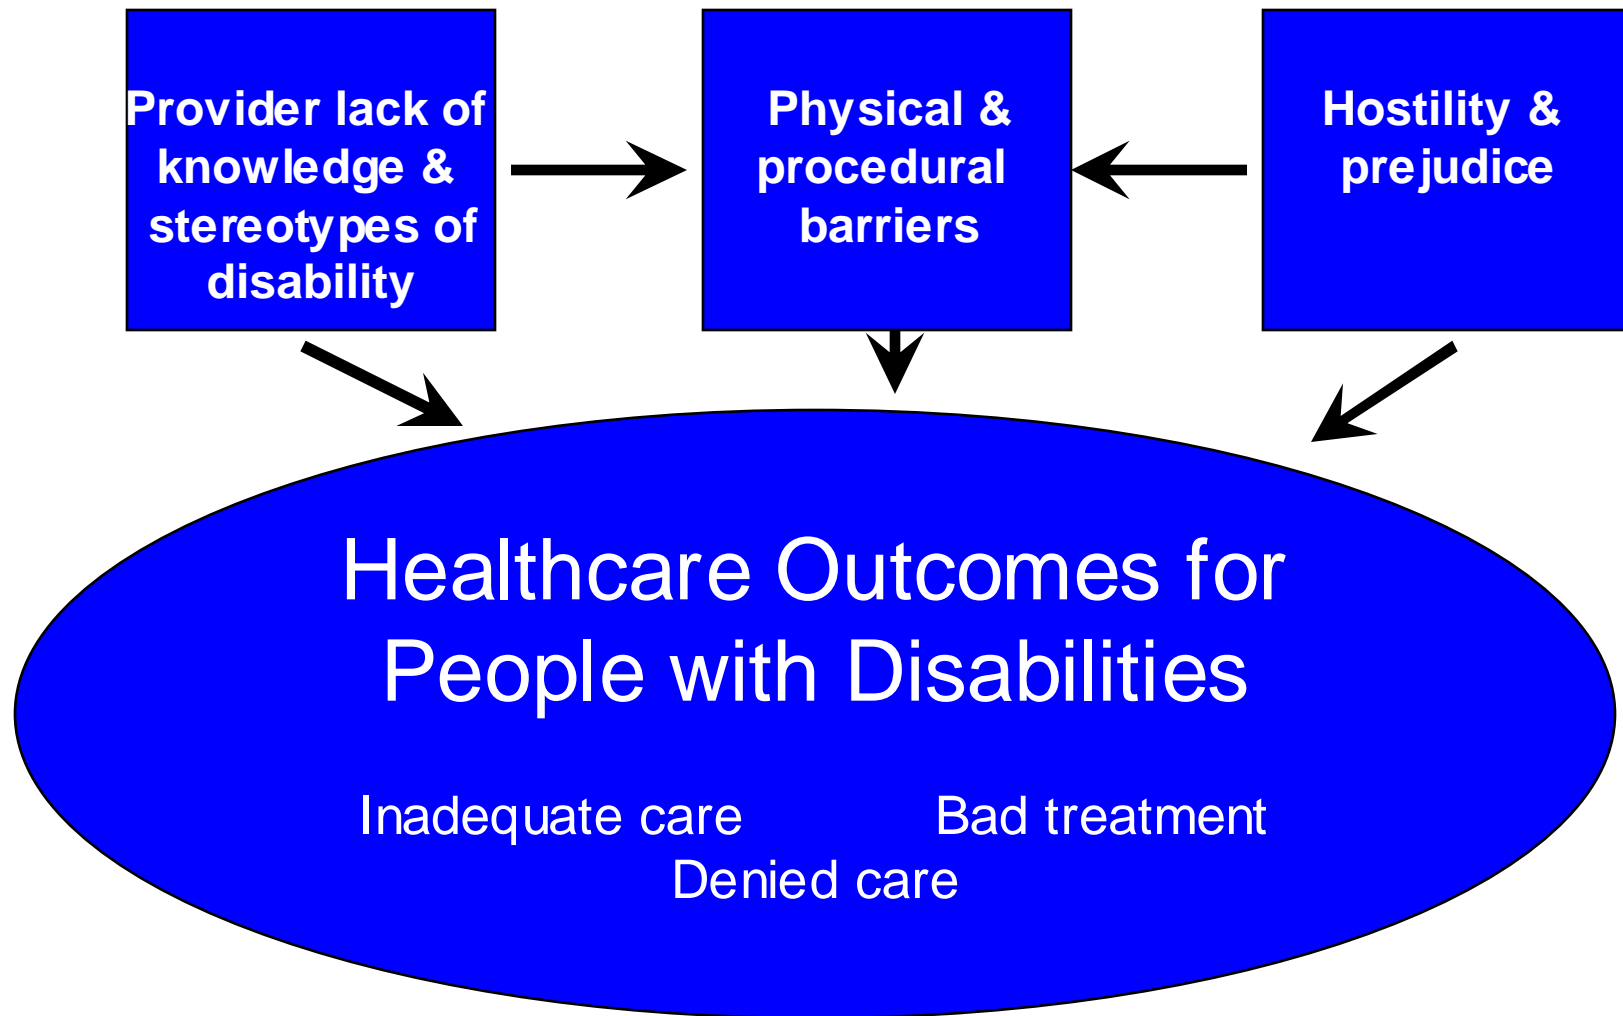 Provider lack of
knowledge &
stereotypes of
disability
Physical &
procedural
barriers
Hostility &
prejudice
Healthcare Outcomes for
People with Disabilities
Inadequate care Bad treatment
Denied care